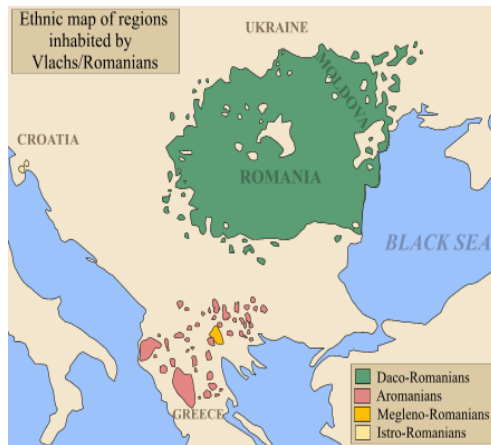 Ethnic map of regions
inhabited by
Vlachs/Romanians
UKRAINE
MOLDOVA
CROATIA
ROMANIA
BLACK SEA
GREECE
Daco-Romanians
Aromanians
Megleno-Romanians
Istro-Romanians